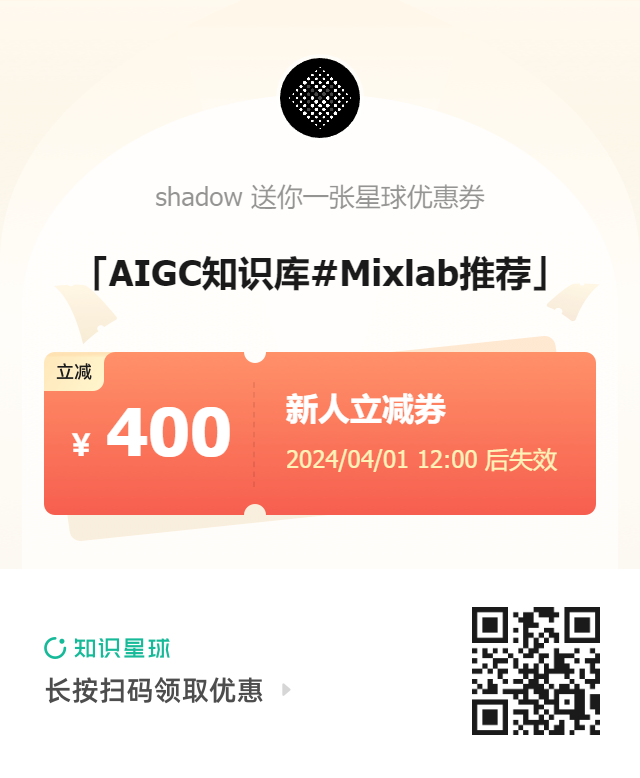 shadow 送你一张星球优惠券
「AIGC知识库#Mixlab推荐」
立减
¥ 400
新人立减券
2024/04/01 12:00 后失效
知识星球
长按扫码领取优惠